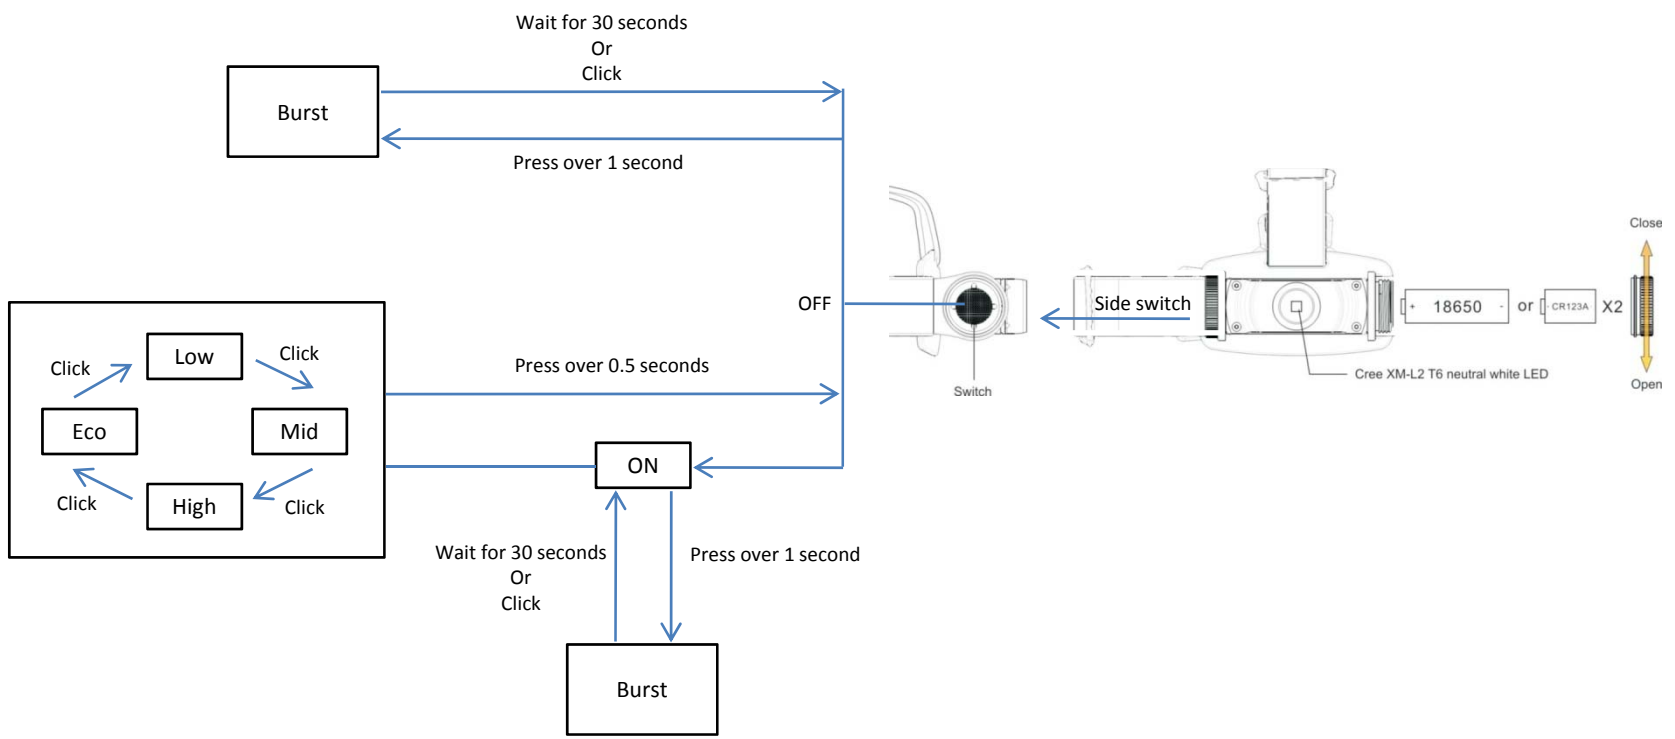 Wait for 30 seconds
Or
Click
Burst
Press over 1 second
OFF
Side switch
Switch
Close
+ 18650 -
or
- CR123A
X2
Open
Cree XM-L2 T6 neutral white LED
Low
Click
Click
Eco
Mid
High
Click
Click
Press over 0.5 seconds
ON
Wait for 30 seconds
Or
Click
Press over 1 second
Burst